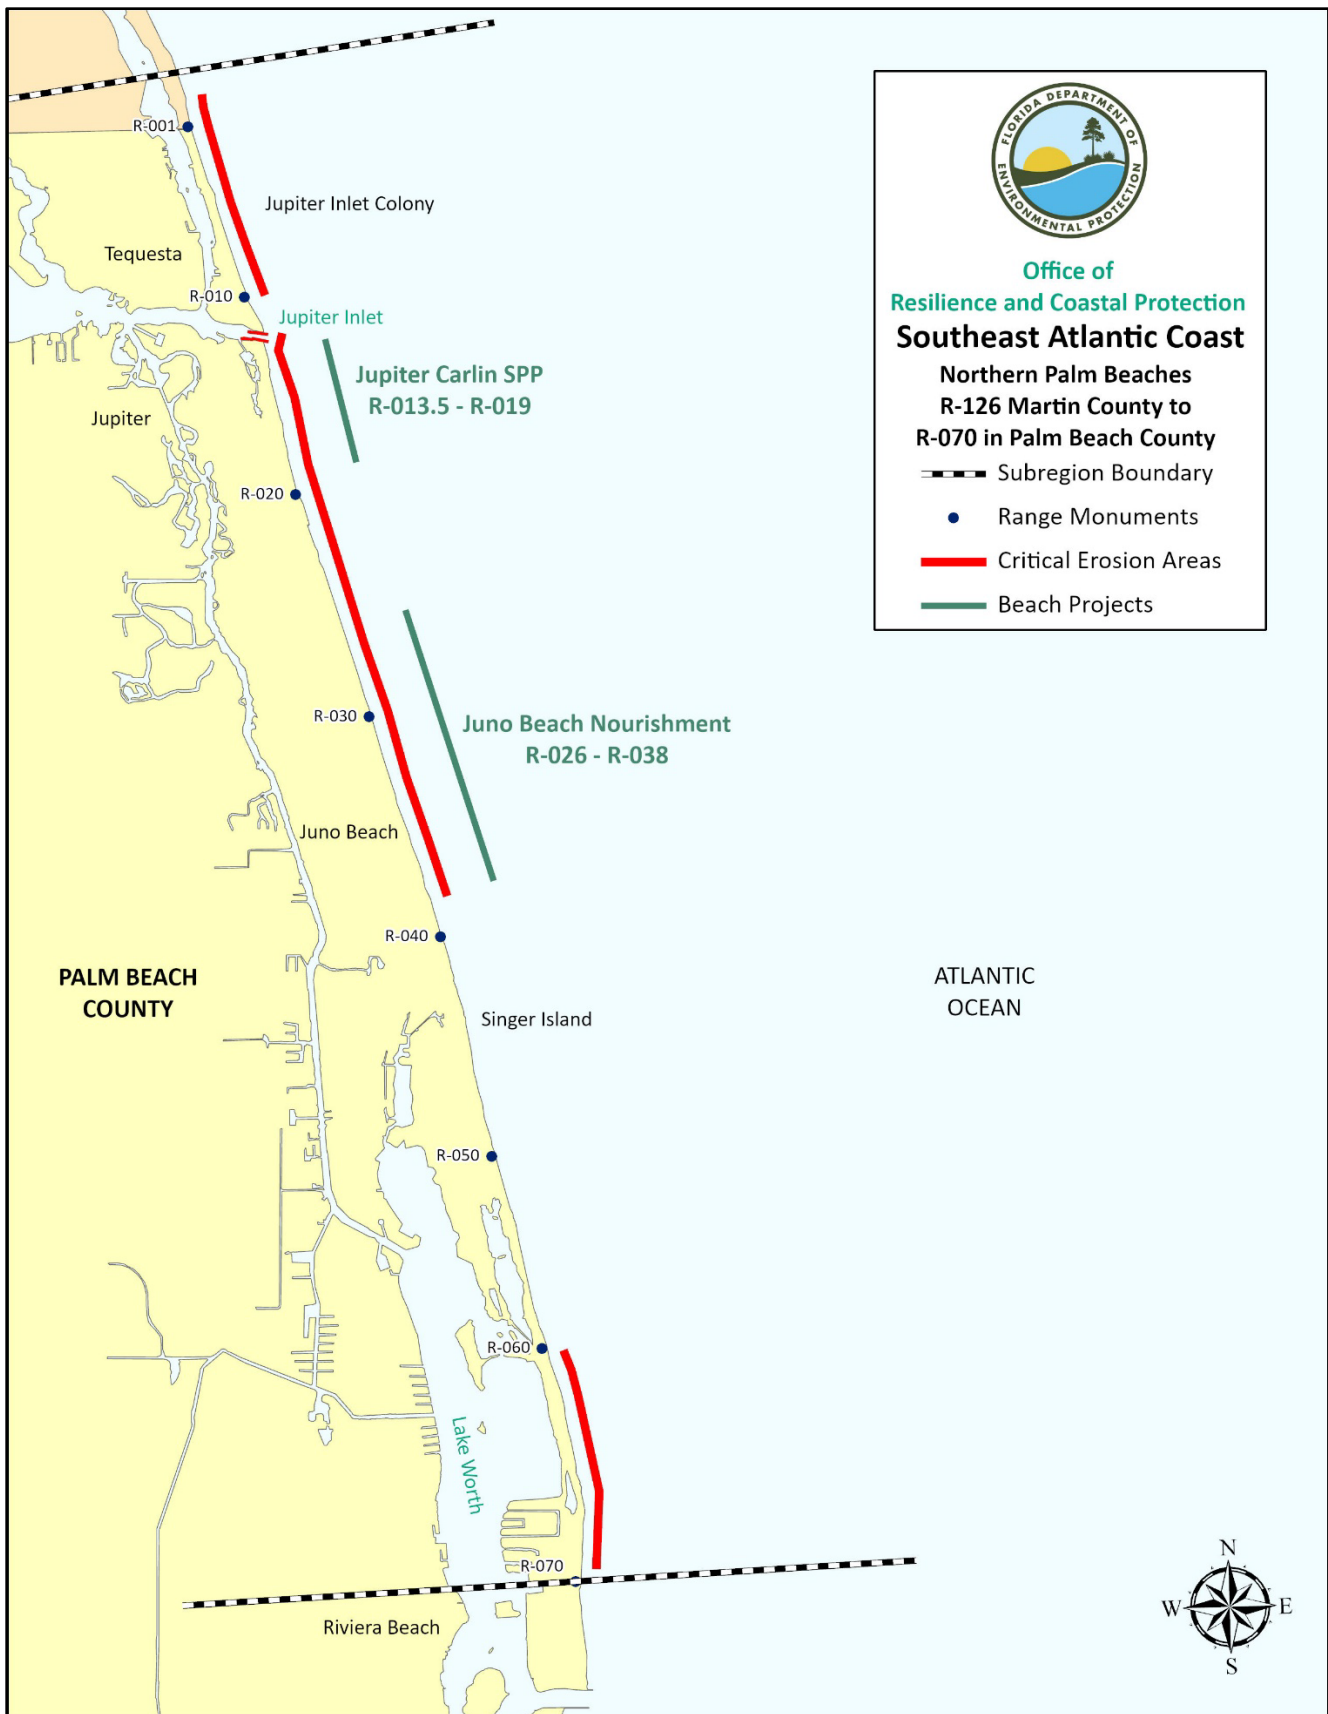 FLORIDA DEPARTMENT OF
ENVIRONMENTAL PROTECTION
Office of
Resilience and Coastal Protection
Southeast Atlantic Coast
Northern Palm Beaches
R-126 Martin County to
R-070 in Palm Beach County
Subregion Boundary
Range Monuments
Critical Erosion Areas
Beach Projects
R-001
Jupiter Inlet Colony
Tequesta
R-010
Jupiter Inlet
Jupiter Carlin SPP
R-013.5 - R-019
Jupiter
R-020
R-030
Juno Beach Nourishment
R-026 - R-038
Juno Beach
R-040
PALM BEACH
COUNTY
ATLANTIC
OCEAN
Singer Island
R-050
R-060
Lake Worth
R-070
Riviera Beach
N
W
E
S